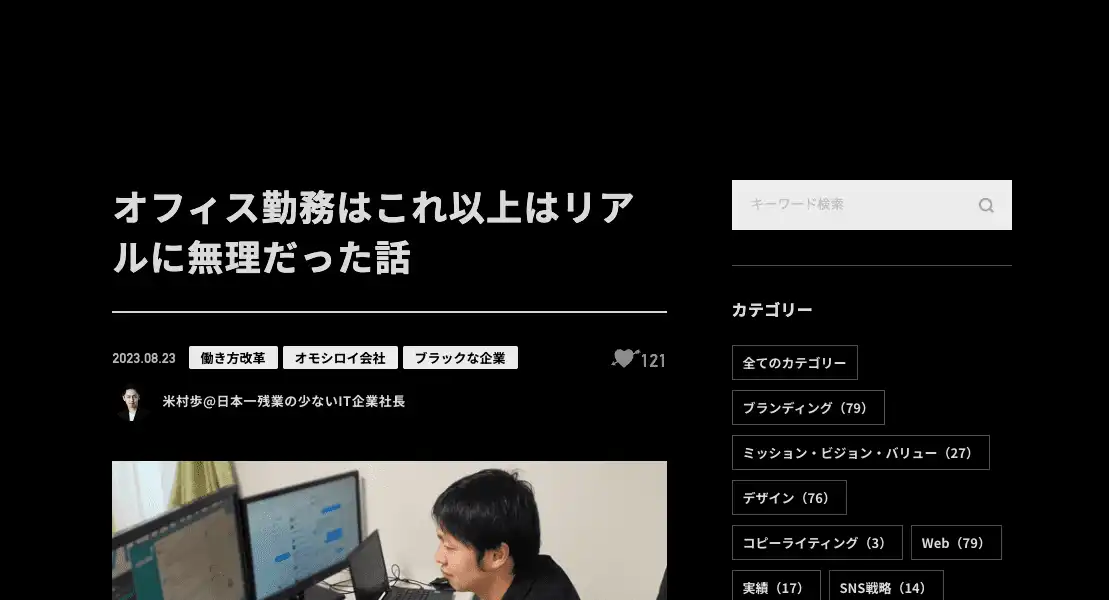 オフィス勤務はこれ以上はリア
ルに無理だった話
2023.08.23 働き方改革 オモシロイ会社 ブラックな企業 121
米村歩@日本一残業の少ないIT企業社長
キーワード検索
カテゴリー
全てのカテゴリー
ブランディング（79）
ミッション・ビジョン・バリュー（27）
デザイン（76）
コピーライティング（3） Web（79）
実績（17） SNS戦略（14）